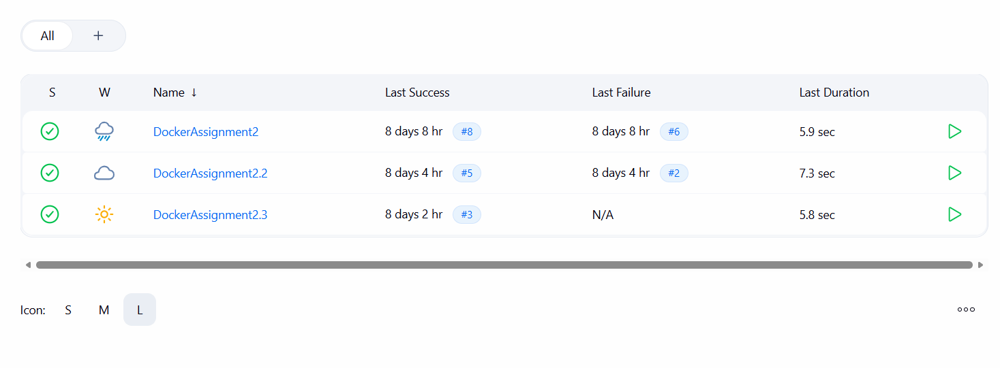 All +
S W Name ↓ Last Success Last Failure Last Duration
DockerAssignment2 8 days 8 hr #8 8 days 8 hr #6 5.9 sec
DockerAssignment2.2 8 days 4 hr #5 8 days 4 hr #2 7.3 sec
DockerAssignment2.3 8 days 2 hr #3 N/A 5.8 sec
Icon: S M L